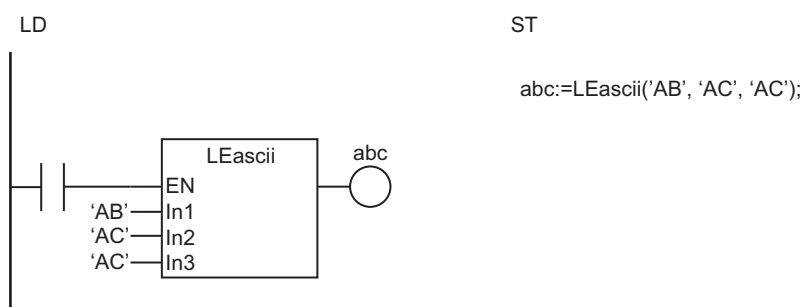 LD
ST
abc:=LEascii('AB', 'AC', 'AC');
LEascii
abc
EN
‘AB’ In1
‘AC’ In2
‘AC’ In3